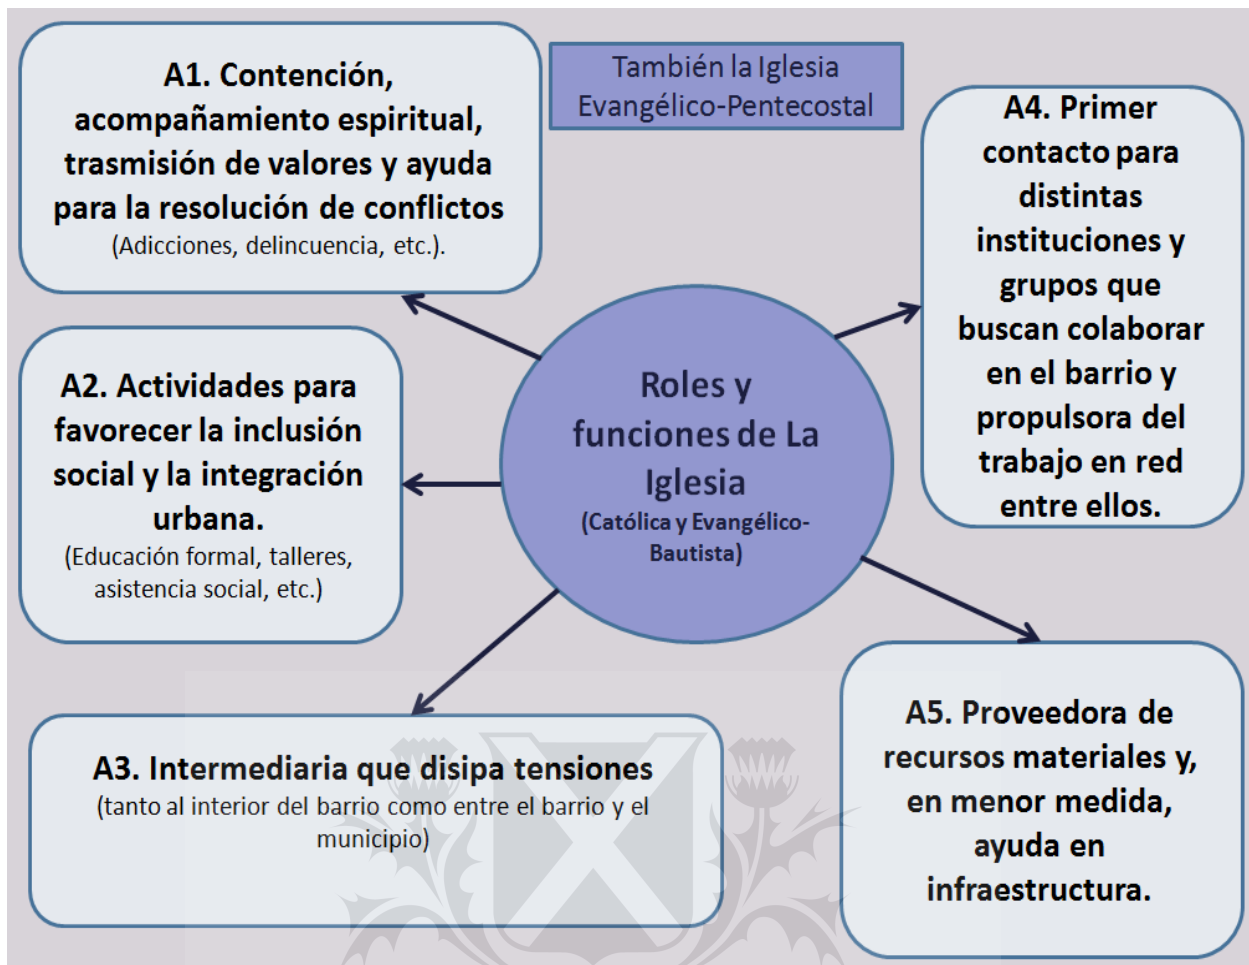 A1. Contención,
acompañamiento espiritual,
trasmisión de valores y ayuda
para la resolución de conflictos
(Adicciones, delincuencia, etc.).
También la Iglesia
Evangélico-Pentecostal
A4. Primer
contacto para
distintas
instituciones y
grupos que
buscan colaborar
en el barrio y
propulsora del
trabajo en red
entre ellos.
A2. Actividades para
favorecer la inclusión
social y la integración
urbana.
(Educación formal, talleres,
asistencia social, etc.)
Roles y
funciones de La
Iglesia
(Católica y Evangélico-
Bautista)
A3. Intermediaria que disipa tensiones
(tanto al interior del barrio como entre el barrio y el
municipio)
A5. Proveedora de
recursos materiales y,
en menor medida,
ayuda en
infraestructura.